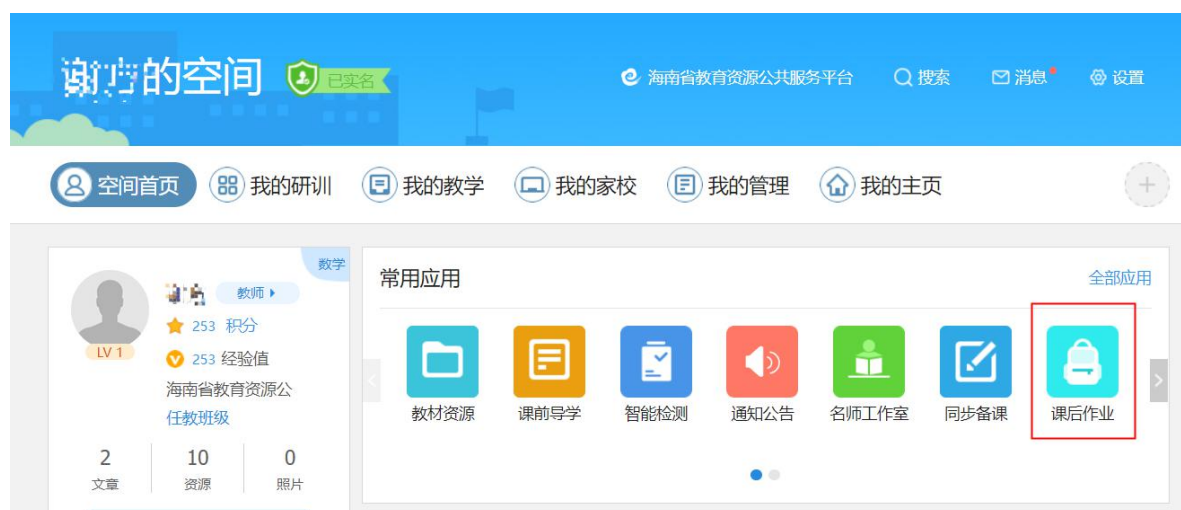 的空间
已实名
海南省教育资源公共服务平台 搜索 消息 设置
空间首页 我的研训 我的教学 我的家校 我的管理 我的主页
数学
教师
LV 1
253 积分
253 经验值
海南省教育资源公
任教班级
2 10 0
文章 资源 照片
常用应用 全部应用
教材资源 课前导学 智能检测 通知公告 名师工作室 同步备课 课后作业